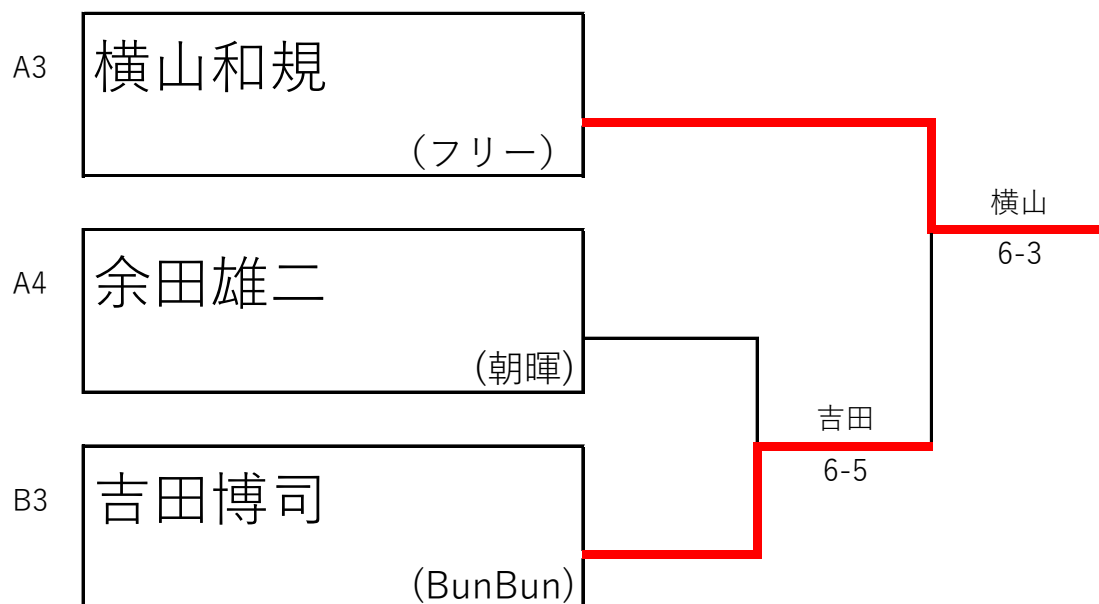 A3
横山和規
(フリー)
横山
6-3
A4
余田雄二
(朝暉)
吉田
6-5
B3
吉田博司
(BunBun)